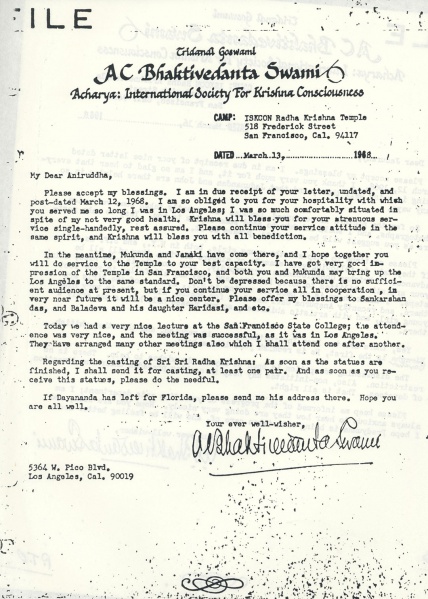 FILE
Tridandi Goswami
AC Bhaktivedanta Swami
Acharya: International Society For Krishna Consciousness
CAMP: ISKCON Radha Krishna Temple
518 Frederick Street
San Francisco, Cal. 94117
DATED ...March.13,..............1968...
My Dear Aniruddha,
Please accept my blessings. I am in due receipt of your letter, undated, and
post-dated March 12, 1968. I am so obliged to you for your hospitality with which
you served me so long I was in Los Angeles; I was so much comfortably situated in
spite of my not very good health. Krishna will bless you for your strenuous ser-
vice single-handedly, rest assured. Please continue your service attitude in the
same spirit, and Krishna will bless you with all benediction.
In the meantime, Mukunda and Janaki have come there, and I hope together you
will do service to the Temple to your best capacity. I have got very good im-
pression of the Temple in San Francisco, and both you and Mukunda may bring up the
Los Angeles to the same standard. Don't be depressed because there is no suffici-
ent audience at present, but if you continue your service all in cooperation , in
very near future it will be a nice center. Please offer my blessings to Sankarshan
das, and Baladeva and his daughter Haridasi, and etc.
Today we had a very nice lecture at the San Francisco State College; the attend-
ence was very nice, and the meeting was successful, as it was in Los Angeles.
They have arranged many other meetings also which I shall attend one after another.
Regarding the casting of Sri Sri Radha Krishna: As soon as the statues are
finished, I shall send it for casting, at least one pair. And as soon as you re-
ceive this statues, please do the needful.
If Dayananda has left for Florida, please send me his address there. Hope you
are all well.
Your ever well-wisher,
A.C. Bhaktivedanta Swami
5364 W. Pico Blvd.
Los Angeles, Cal. 90019